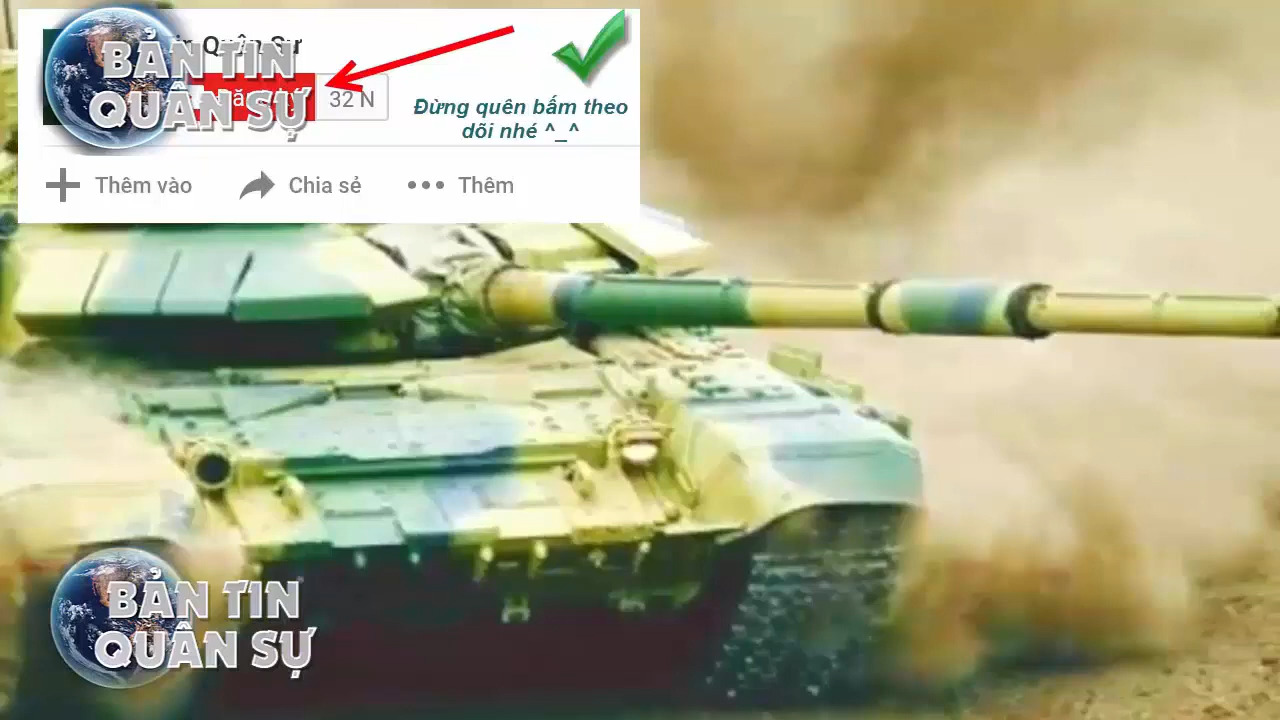 BẢN TIN
QUÂN SỰ
32 N
Đừng quên bấm theo
dõi nhé ^_^
Thêm vào
Chia sẻ
Thêm
BẢN TIN
QUÂN SỰ